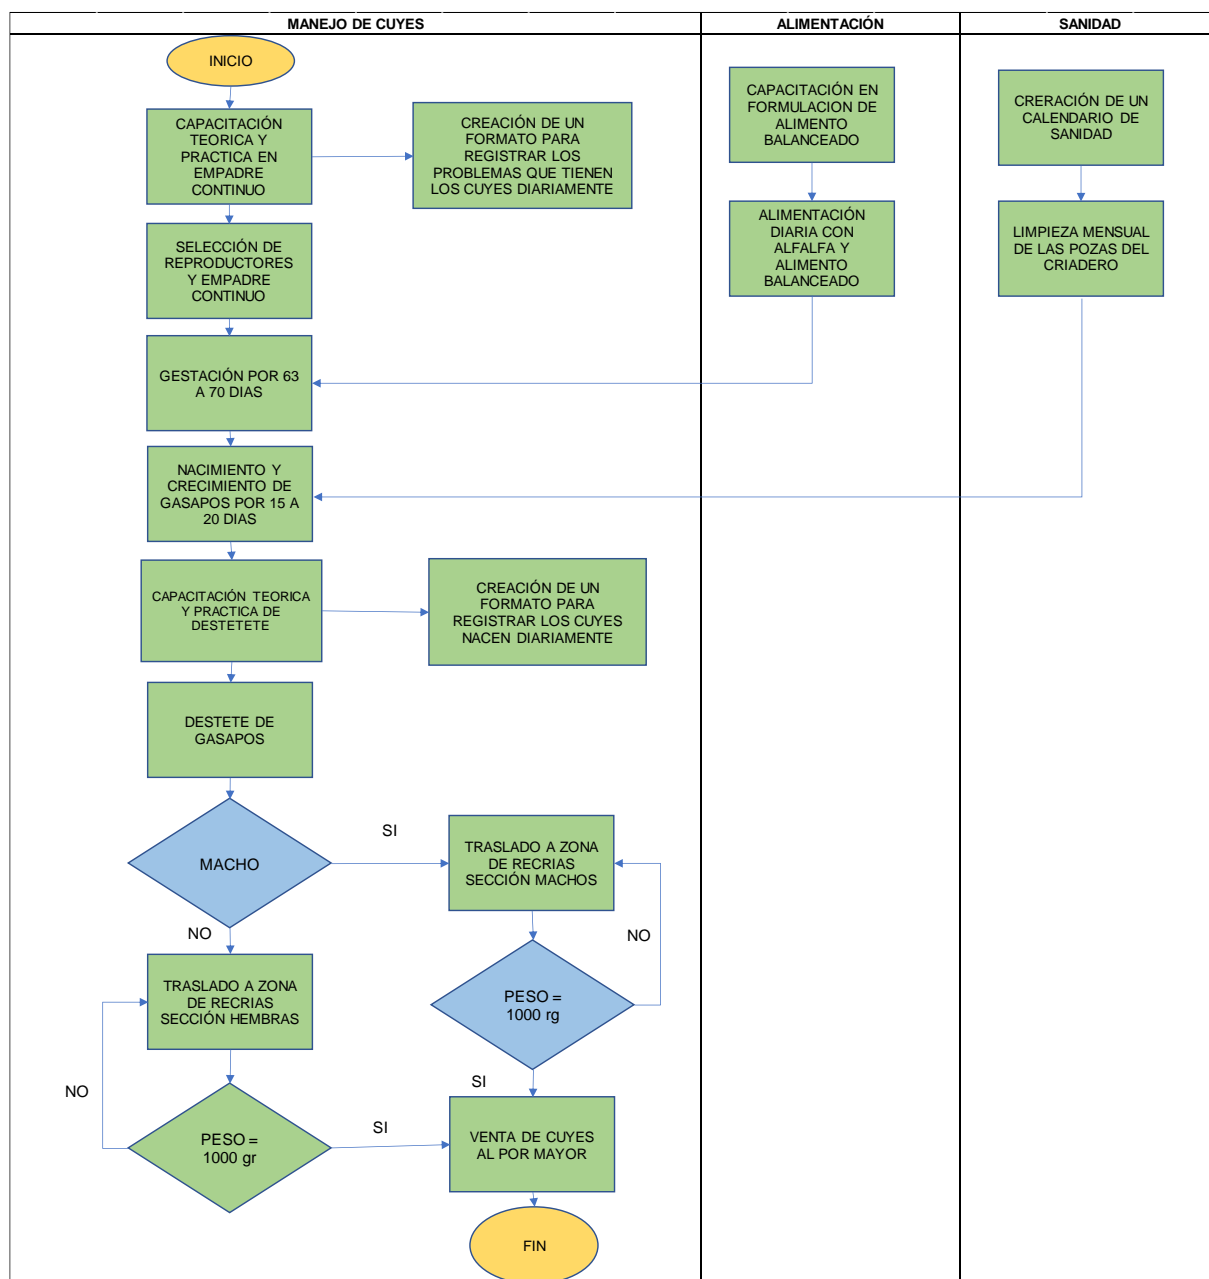 MANEJO DE CUYES
ALIMENTACIÓN
SANIDAD
INICIO
CAPACITACIÓN
TEORICA Y
PRACTICA EN
EMPADRE
CONTINUO
CREACIÓN DE UN
FORMATO PARA
REGISTRAR LOS
PROBLEMAS QUE TIENEN
LOS CUYES DIARIAMENTE
CAPACITACIÓN EN
FORMULACION DE
ALIMENTO
BALANCEADO
CRERACIÓN DE UN
CALENDARIO DE
SANIDAD
SELECCIÓN DE
REPRODUCTORES
Y EMPADRE
CONTINUO
ALIMENTACIÓN
DIARIA CON
ALFALFA Y
ALIMENTO
BALANCEADO
LIMPIEZA MENSUAL
DE LAS POZAS DEL
CRIADERO
GESTACIÓN POR 63
A 70 DIAS
NACIMIENTO Y
CRECIMIENTO DE
GASAPOS POR 15 A
20 DIAS
CAPACITACIÓN TEORICA
Y PRACTICA DE
DESTETETE
CREACIÓN DE UN
FORMATO PARA
REGISTRAR LOS CUYES
NACEN DIARIAMENTE
DESTETE DE
GASAPOS
MACHO
SI
TRASLADO A ZONA
DE RECRIAS
SECCIÓN MACHOS
NO
NO
TRASLADO A ZONA
DE RECRIAS
SECCIÓN HEMBRAS
PESO =
1000 rg
SI
NO
PESO =
1000 gr
SI
VENTA DE CUYES
AL POR MAYOR
FIN